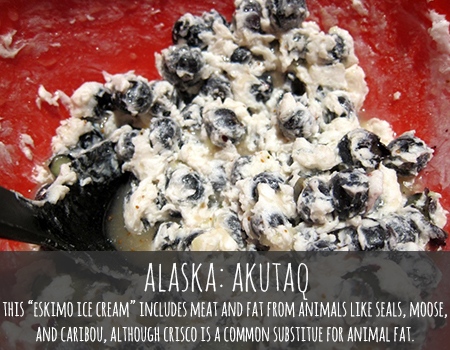 ALASKA: AKUTAQ
THIS “ESKIMO ICE CREAM” INCLUDES MEAT AND FAT FROM ANIMALS LIKE SEALS, MOOSE,
AND CARIBOU, ALTHOUGH CRISCO IS A COMMON SUBSTITUE FOR ANIMAL FAT.